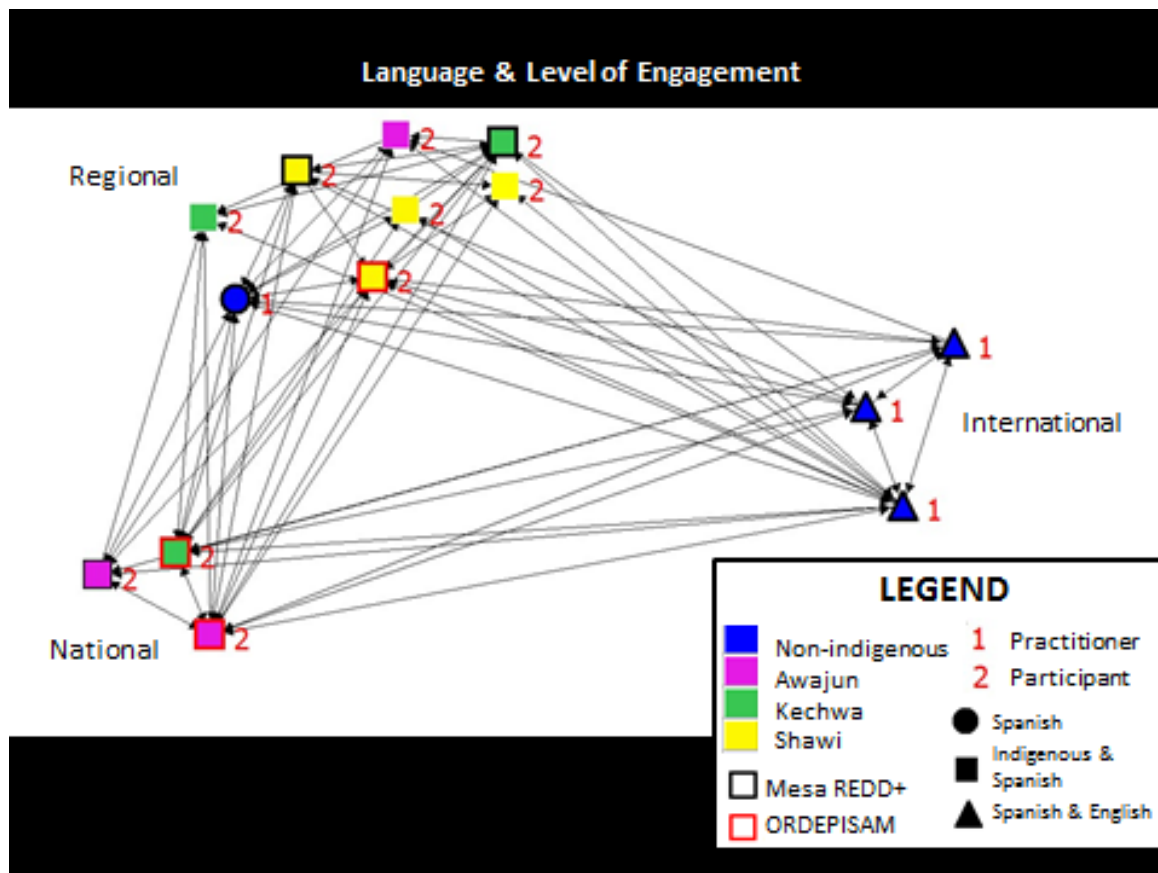 Language & Level of Engagement
2
2
Regional
2
2
2
2
2
1
1
1
International
1
2
2
National
2
LEGEND
Non-indigenous
Awajun
Kechwa
Shawi
Mesa REDD+
ORDEPISAM
1 Practitioner
2 Participant
Spanish
Indigenous &
Spanish
Spanish & English